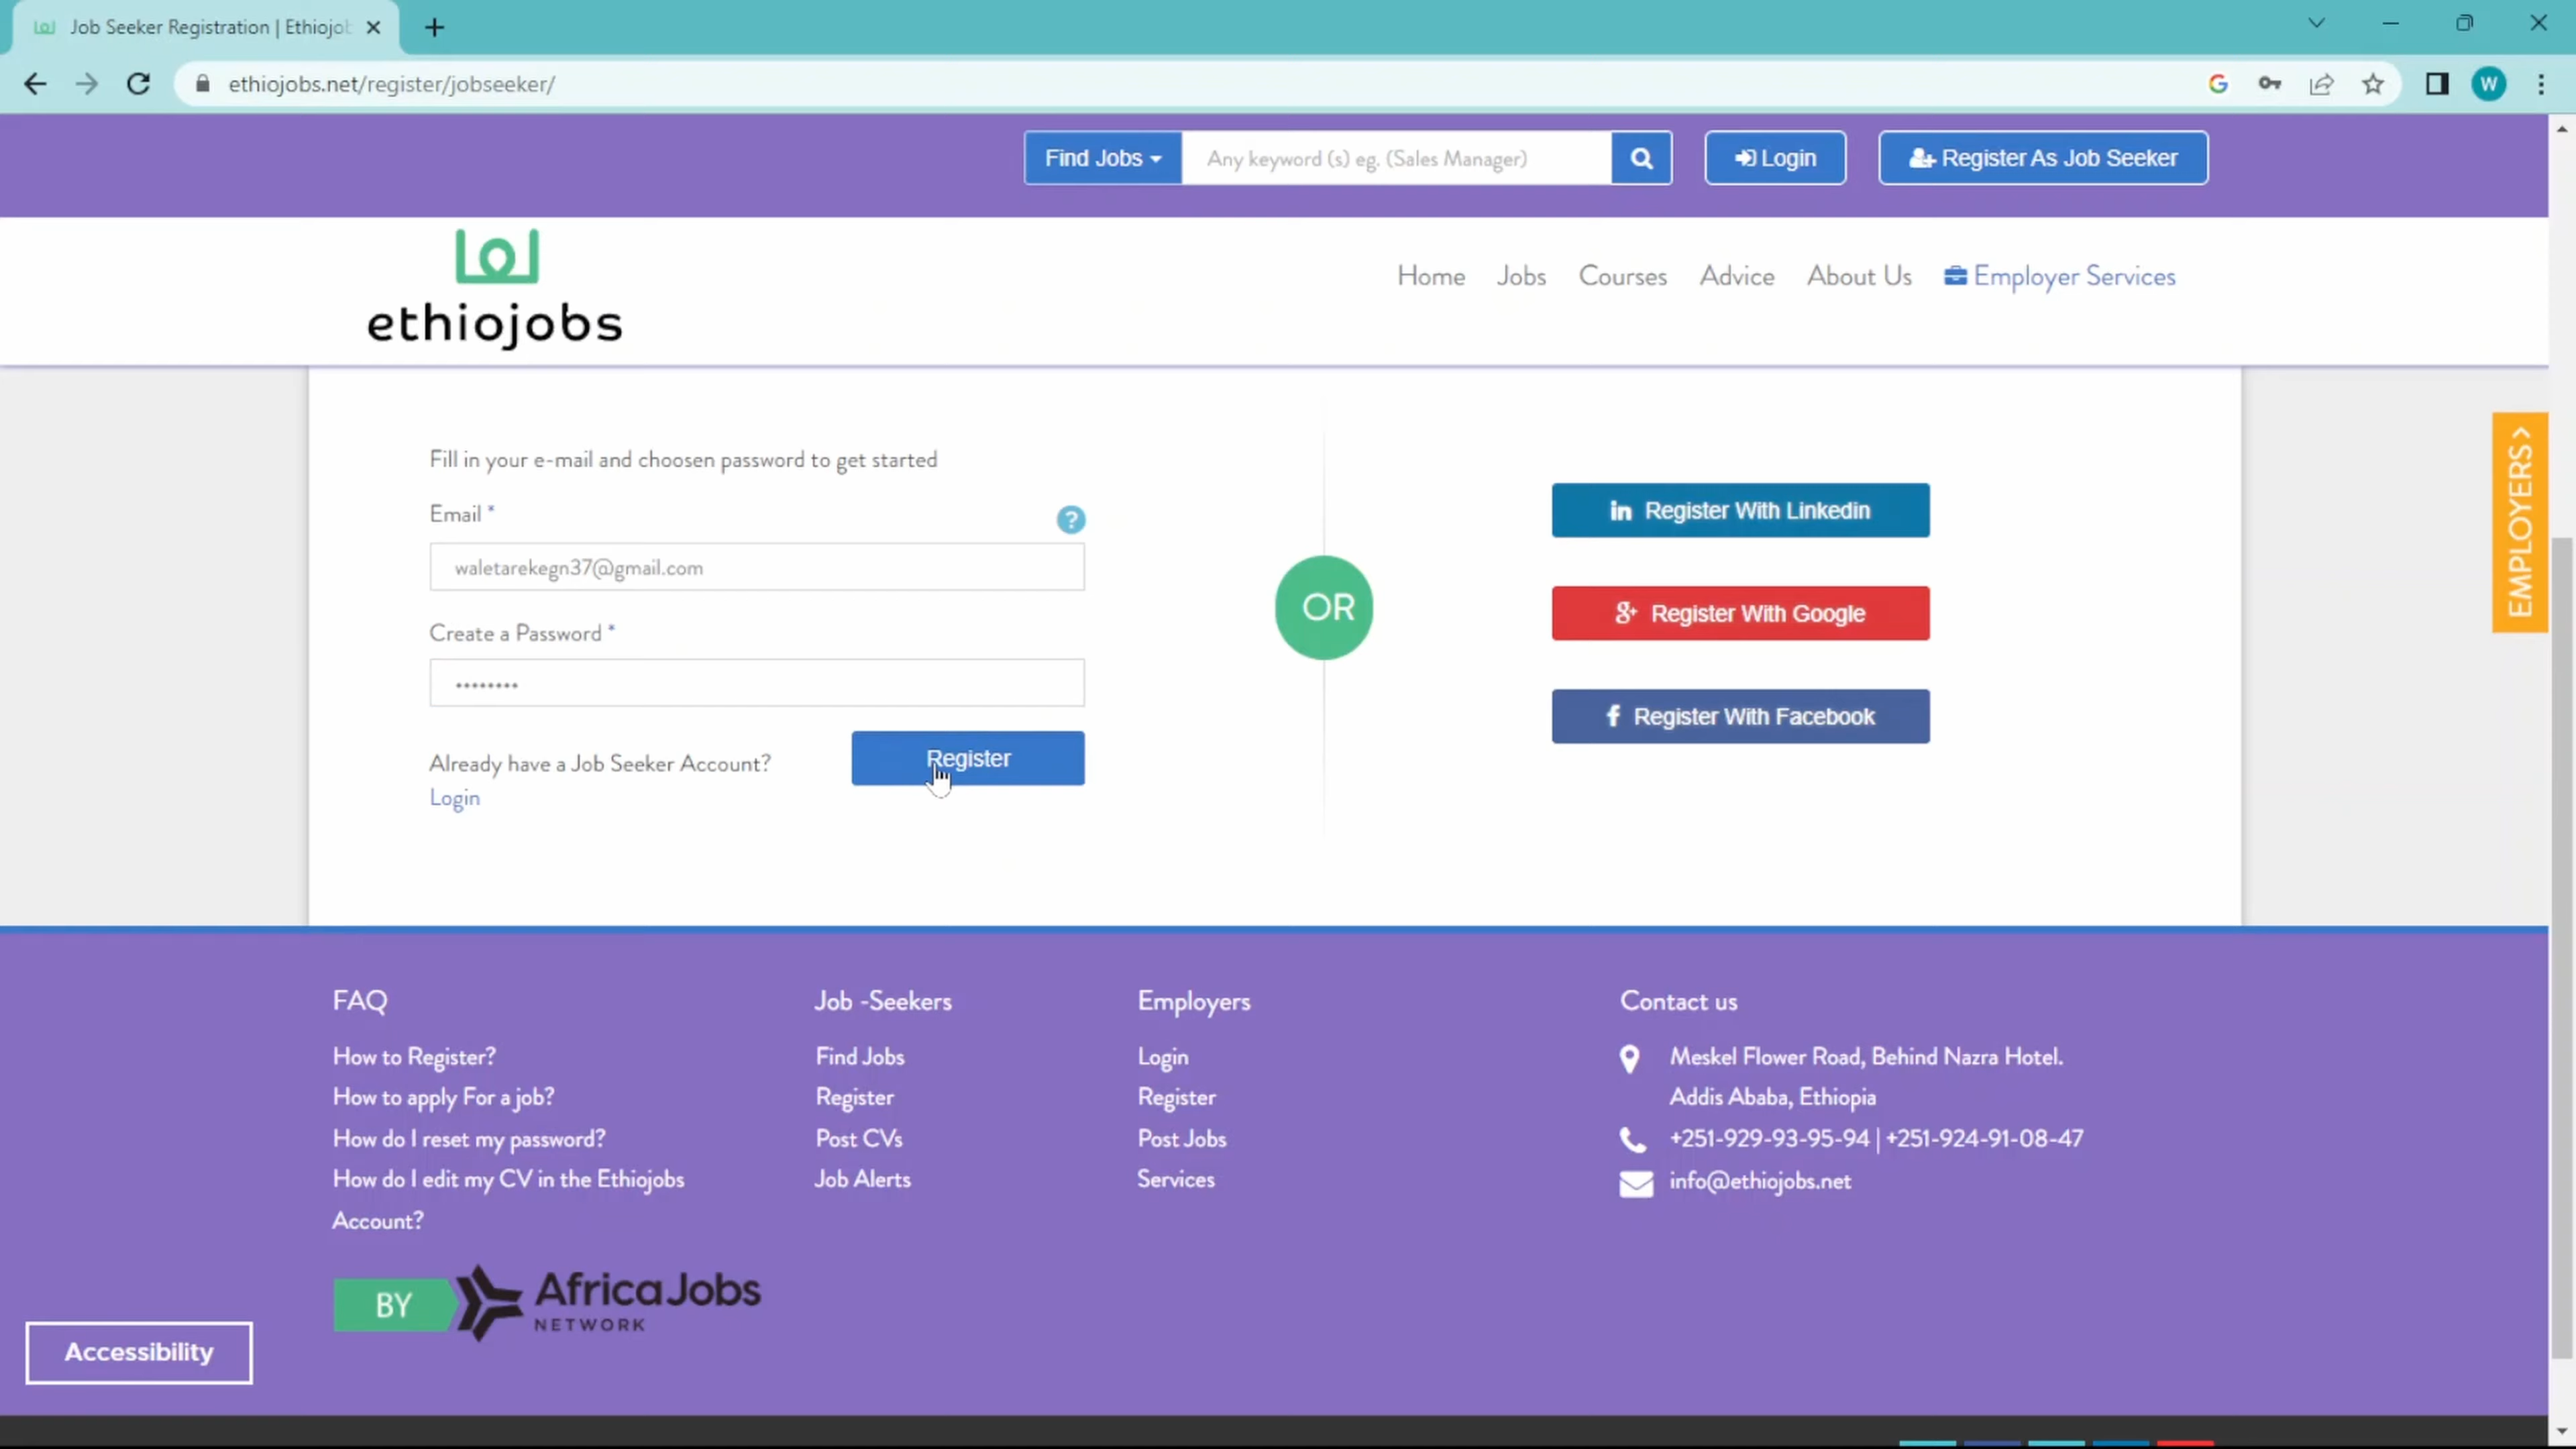 Job Seeker Registration | Ethiojob
ethiojobs.net/register/jobseeker/
W
Find Jobs
Any keyword (s) eg. (Sales Manager)
Login
Register As Job Seeker
ethiojobs
Home
Jobs
Courses
Advice
About Us
Employer Services
Fill in your e-mail and choosen password to get started
Email *
?
waletarekegn37@gmail.com
Create a Password *
••••••••
Already have a Job Seeker Account?
Login
Register
OR
in Register With Linkedin
g+ Register With Google
f Register With Facebook
EMPLOYERS >
FAQ
How to Register?
How to apply For a job?
How do I reset my password?
How do I edit my CV in the Ethiojobs
Account?
Job -Seekers
Find Jobs
Register
Post CVs
Job Alerts
Employers
Login
Register
Post Jobs
Services
Contact us
Meskel Flower Road, Behind Nazra Hotel.
Addis Ababa, Ethiopia
+251-929-93-95-94 | +251-924-91-08-47
info@ethiojobs.net
BY
AfricaJobs
NETWORK
Accessibility